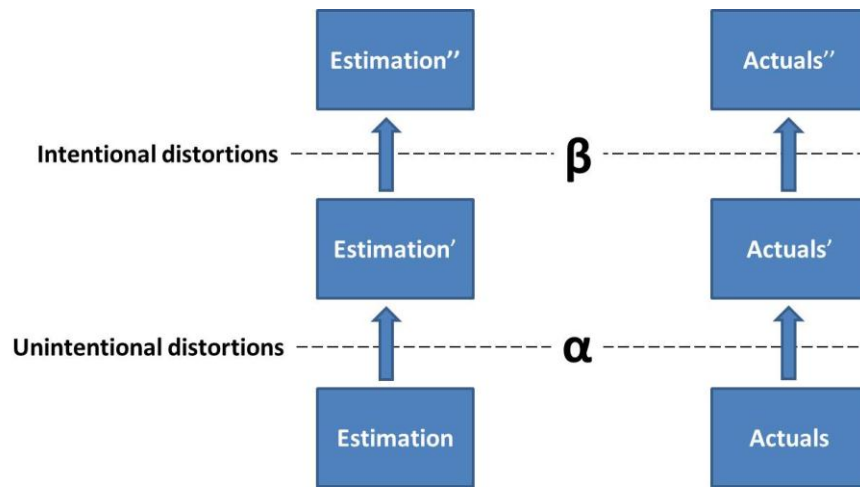 Estimation’’ Actuals’’
Intentional distortions β
Estimation’ Actuals’
Unintentional distortions α
Estimation Actuals